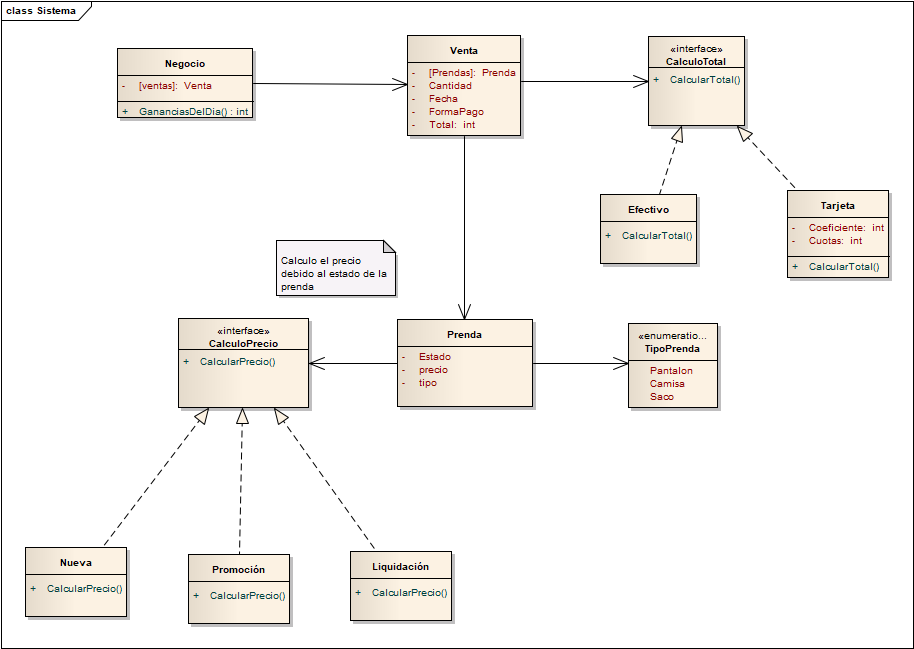 class Sistema
Negocio
- [ventas]: Venta
+ GananciasDelDia() : int
Venta
- [Prendas]: Prenda
- Cantidad
- Fecha
- FormaPago
- Total: int
«interface»
CalculoTotal
+ CalcularTotal()
Efectivo
+ CalcularTotal()
Tarjeta
- Coeficiente: int
- Cuotas: int
+ CalcularTotal()
Calculo el precio
debido al estado de la
prenda
«interface»
CalculoPrecio
+ CalcularPrecio()
Prenda
- Estado
- precio
- tipo
«enumeratio...
TipoPrenda
Pantalon
Camisa
Saco
Nueva
+ CalcularPrecio()
Promoción
+ CalcularPrecio()
Liquidación
+ CalcularPrecio()